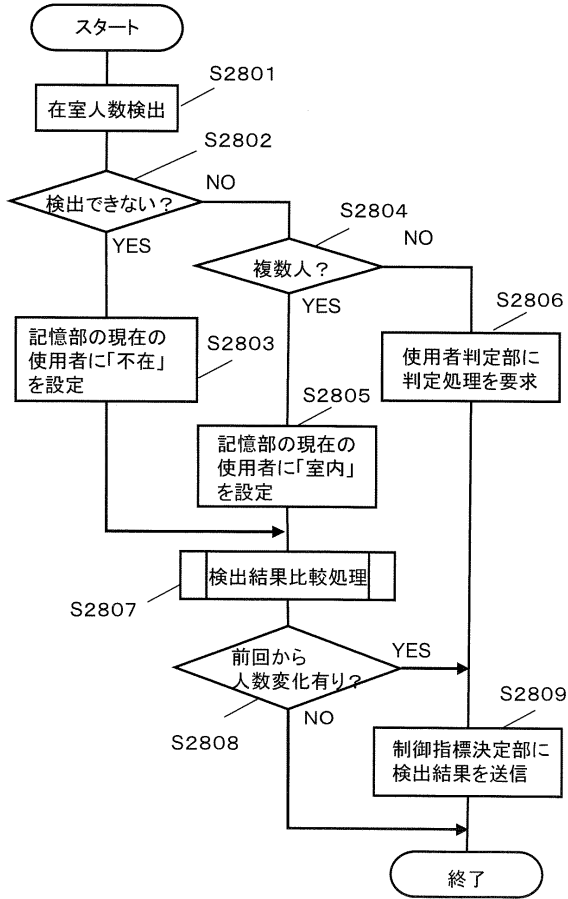 スタート
S2801
在室人数検出
S2802
検出できない?
NO
YES
S2804
複数人?
NO
YES
S2803
記憶部の現在の
使用者に「不在」
を設定
S2806
使用者判定部に
判定処理を要求
S2805
記憶部の現在の
使用者に「室内」
を設定
検出結果比較処理
S2807
前回から
人数変化有り?
YES
NO
S2808
S2809
制御指標決定部に
検出結果を送信
終了